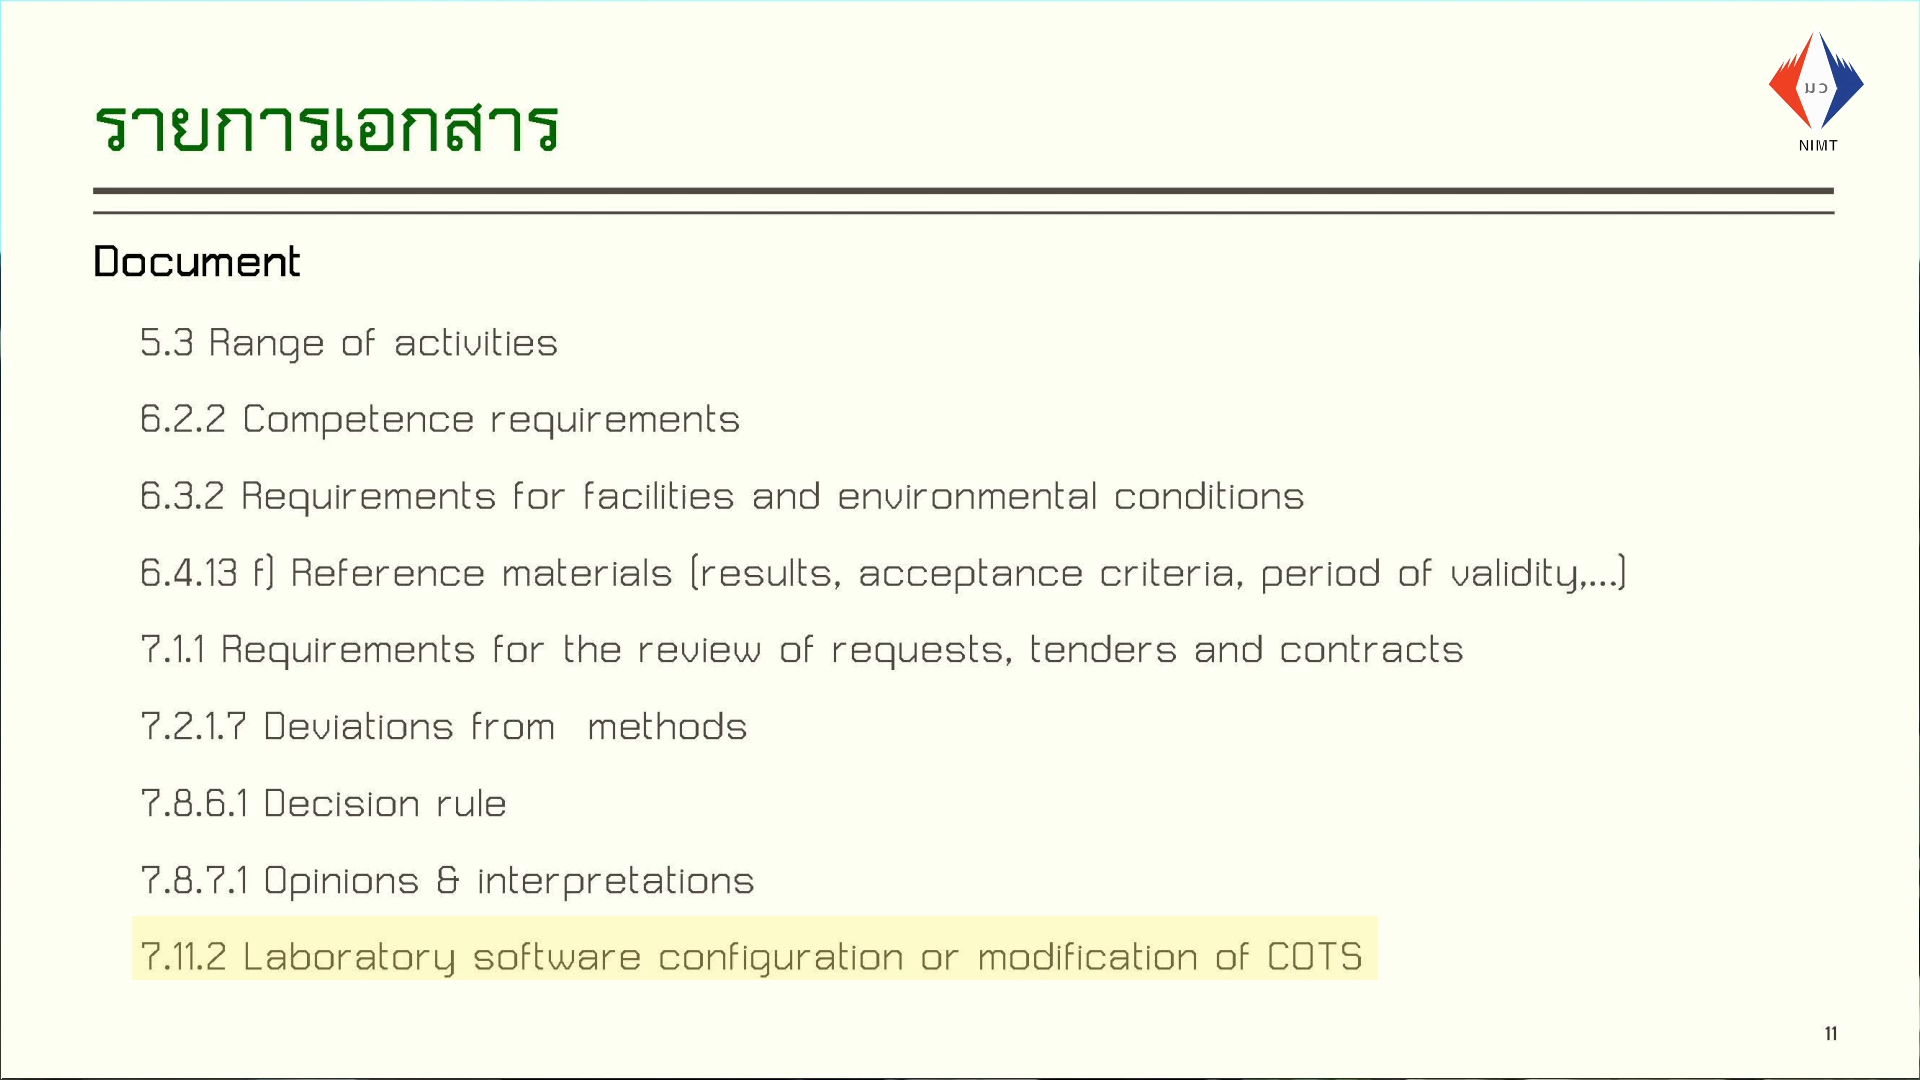 รายการเอกสาร
มว
NIMT
Document
5.3 Range of activities
6.2.2 Competence requirements
6.3.2 Requirements for facilities and environmental conditions
6.4.13 f) Reference materials (results, acceptance criteria, period of validity,...)
7.1.1 Requirements for the review of requests, tenders and contracts
7.2.1.7 Deviations from  methods
7.8.6.1 Decision rule
7.8.7.1 Opinions & interpretations
7.11.2 Laboratory software configuration or modification of COTS
11